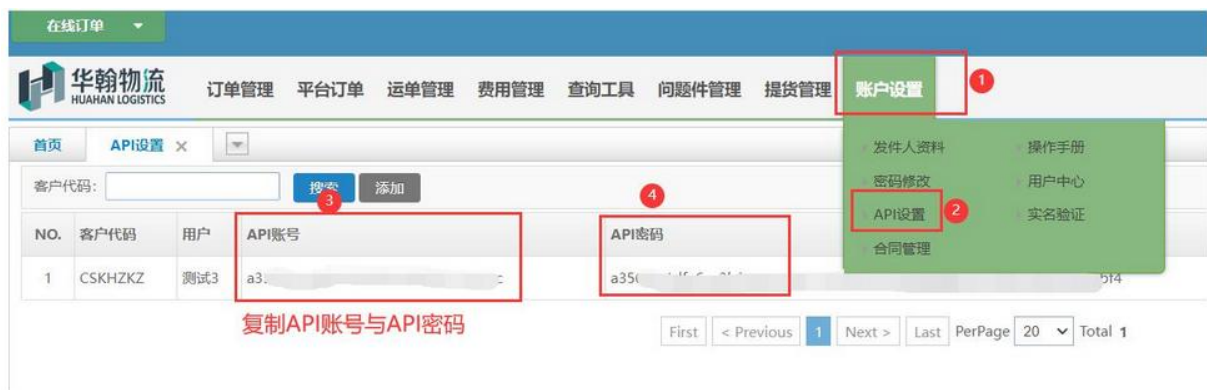 在线订单
华翰物流
HUAHAN LOGISTICS
订单管理 平台订单 运单管理 费用管理 查询工具 问题件管理 提货管理 账户设置 1
首页 API设置
发件人资料 操作手册
客户代码: 搜索 添加
密码修改 用户中心
3 4
API设置 2 实名验证
NO. 客户代码 用户 API账号 API密码
合同管理
1 CSKHZKZ 测试3
复制API账号与API密码
First < Previous 1 Next > Last PerPage 20 Total 1